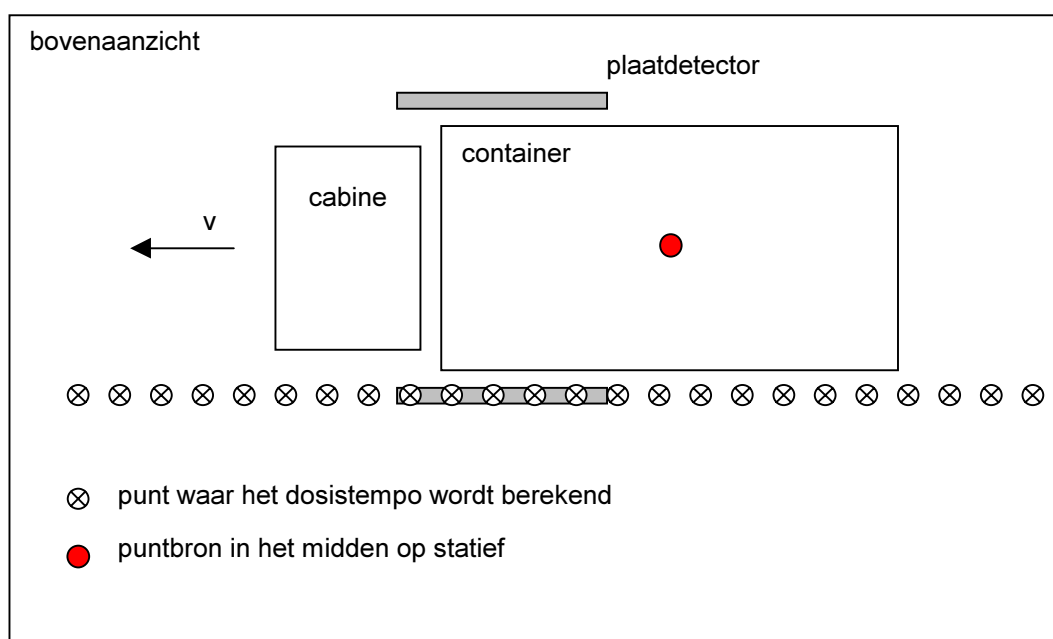 bovenaanzicht
plaatdetector
container
cabine
v
punt waar het dosistempo wordt berekend
puntbron in het midden op statief